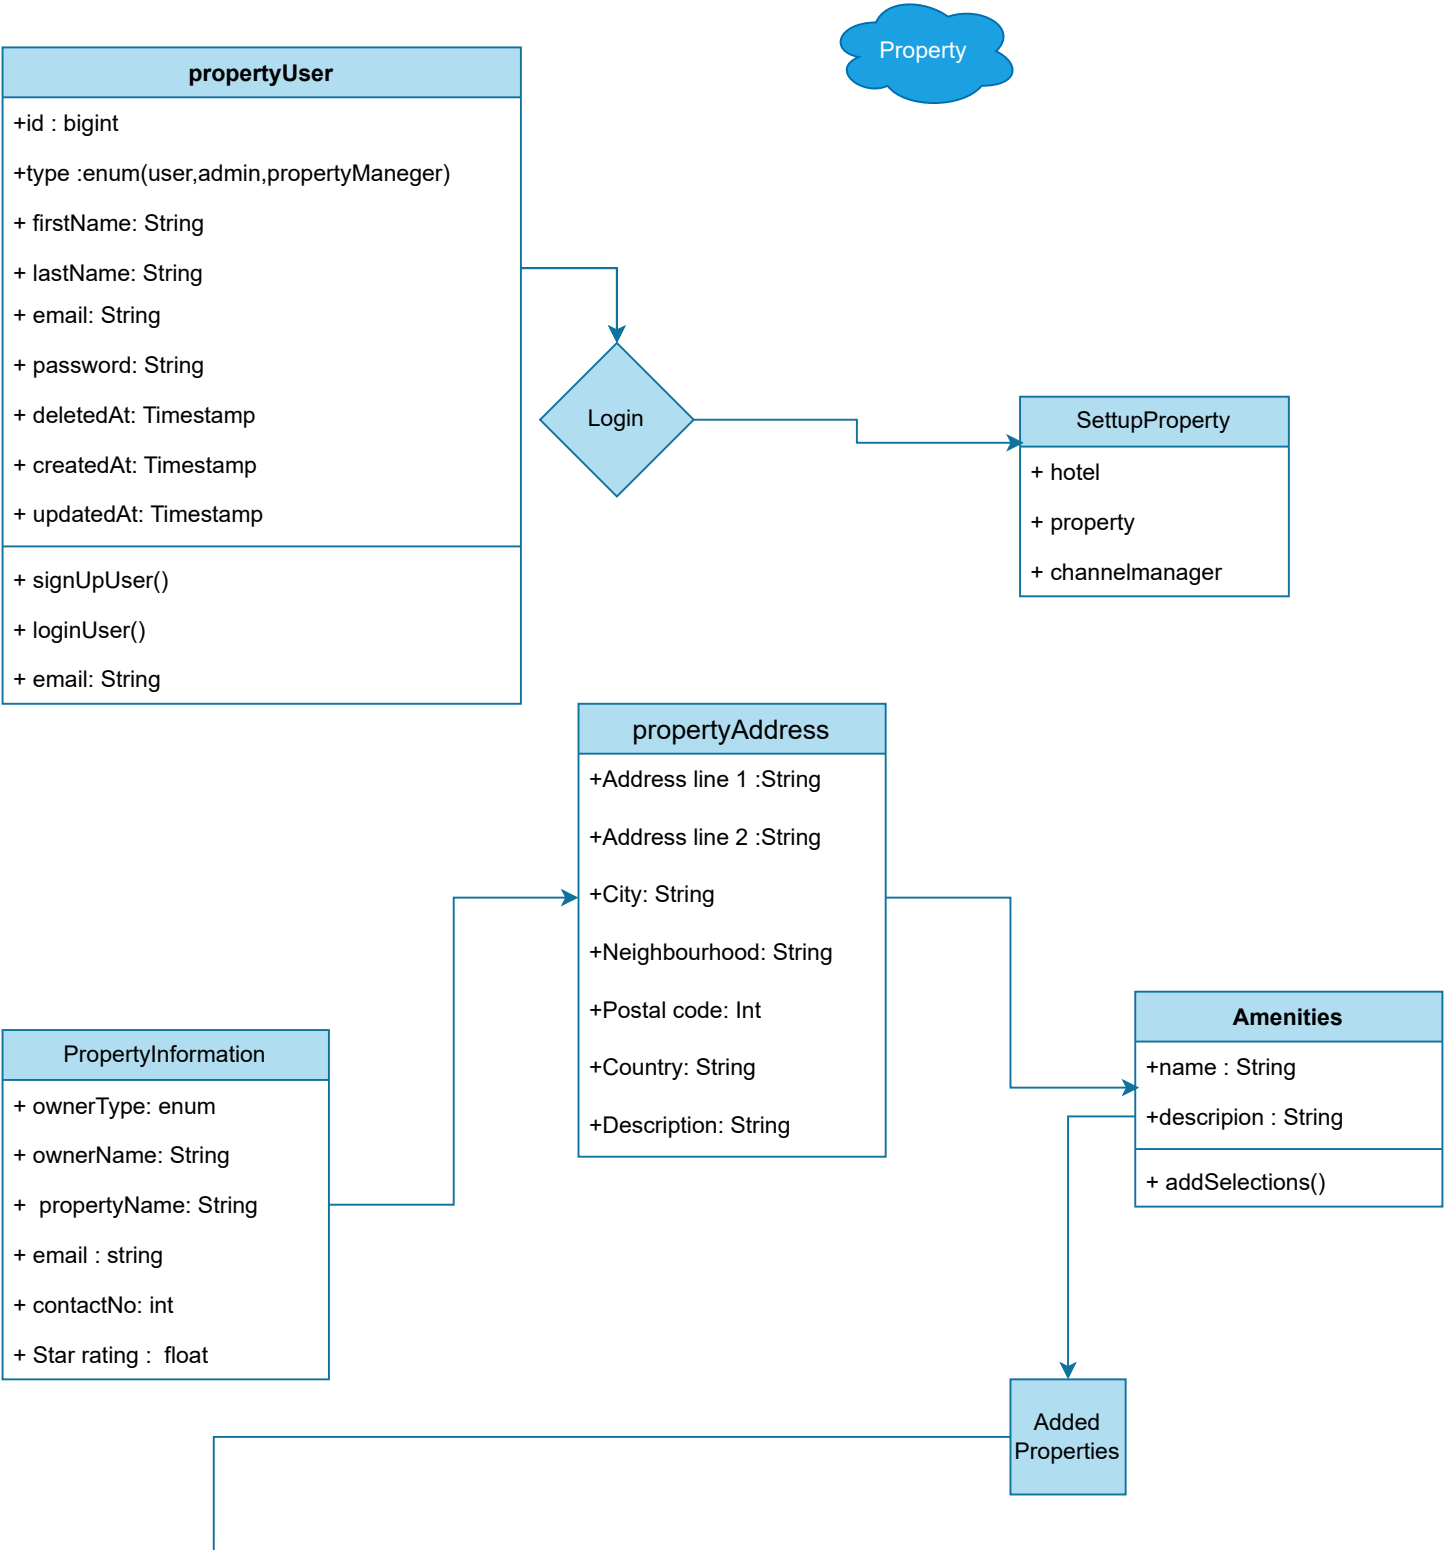 Property
propertyUser
+id : bigint
+type :enum(user,admin,propertyManeger)
+ firstName: String
+ lastName: String
+ email: String
+ password: String
+ deletedAt: Timestamp
+ createdAt: Timestamp
+ updatedAt: Timestamp
+ signUpUser()
+ loginUser()
+ email: String
Login
SettupProperty
+ hotel
+ property
+ channelmanager
propertyAddress
+Address line 1 :String
+Address line 2 :String
+City: String
+Neighbourhood: String
+Postal code: Int
+Country: String
+Description: String
Amenities
+name : String
+descripion : String
+ addSelections()
PropertyInformation
+ ownerType: enum
+ ownerName: String
+  propertyName: String
+ email : string
+ contactNo: int
+ Star rating :  float
Added
Properties